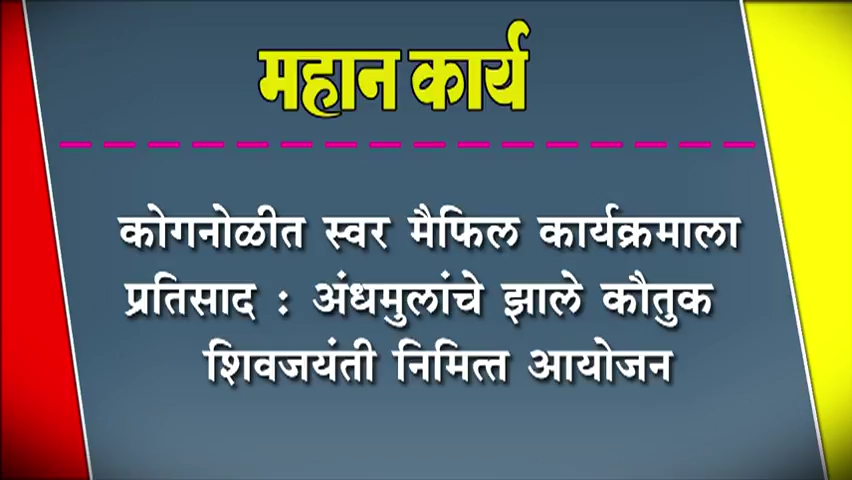 महान कार्य
कोगनोळीत स्वर मैफिल कार्यक्रमाला
प्रतिसाद : अंधमुलांचे झाले कौतुक
शिवजयंती निमित्त आयोजन